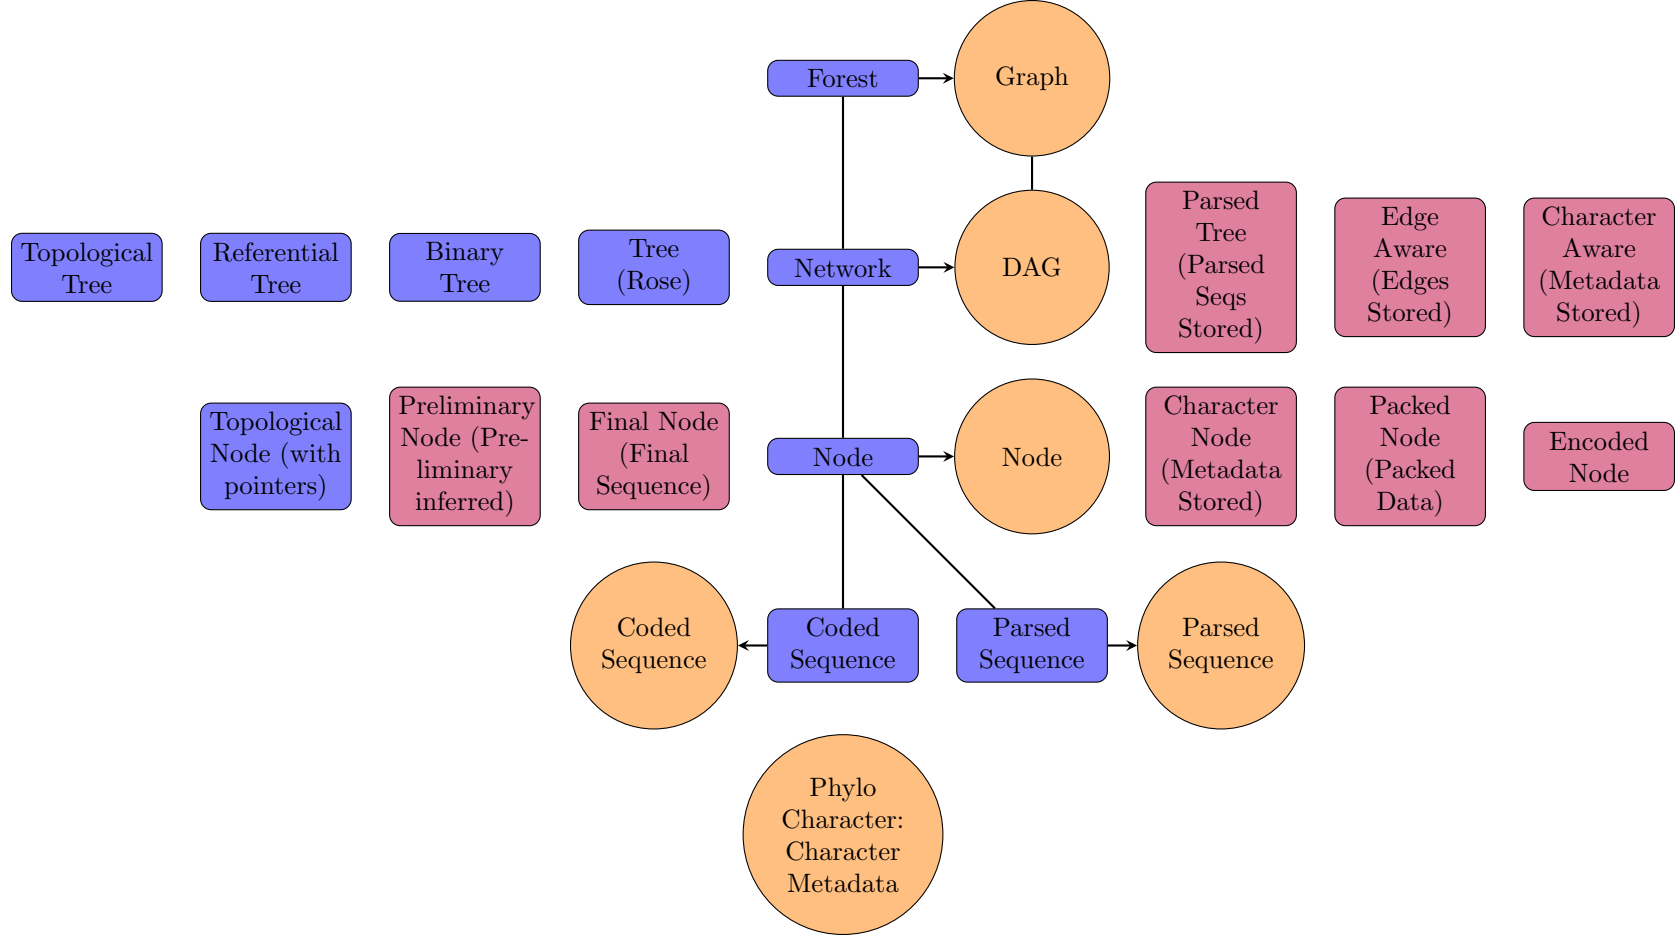 Forest
Graph
Topological
Tree
Referential
Tree
Binary
Tree
Tree
(Rose)
Network
DAG
Parsed
Tree
(Parsed
Seqs
Stored)
Edge
Aware
(Edges
Stored)
Character
Aware
(Metadata
Stored)
Topological
Node (with
pointers)
Preliminary
Node (Pre-
liminary
inferred)
Final Node
(Final
Sequence)
Node
Node
Character
Node
(Metadata
Stored)
Packed
Node
(Packed
Data)
Encoded
Node
Coded
Sequence
Coded
Sequence
Parsed
Sequence
Parsed
Sequence
Phylo
Character:
Character
Metadata